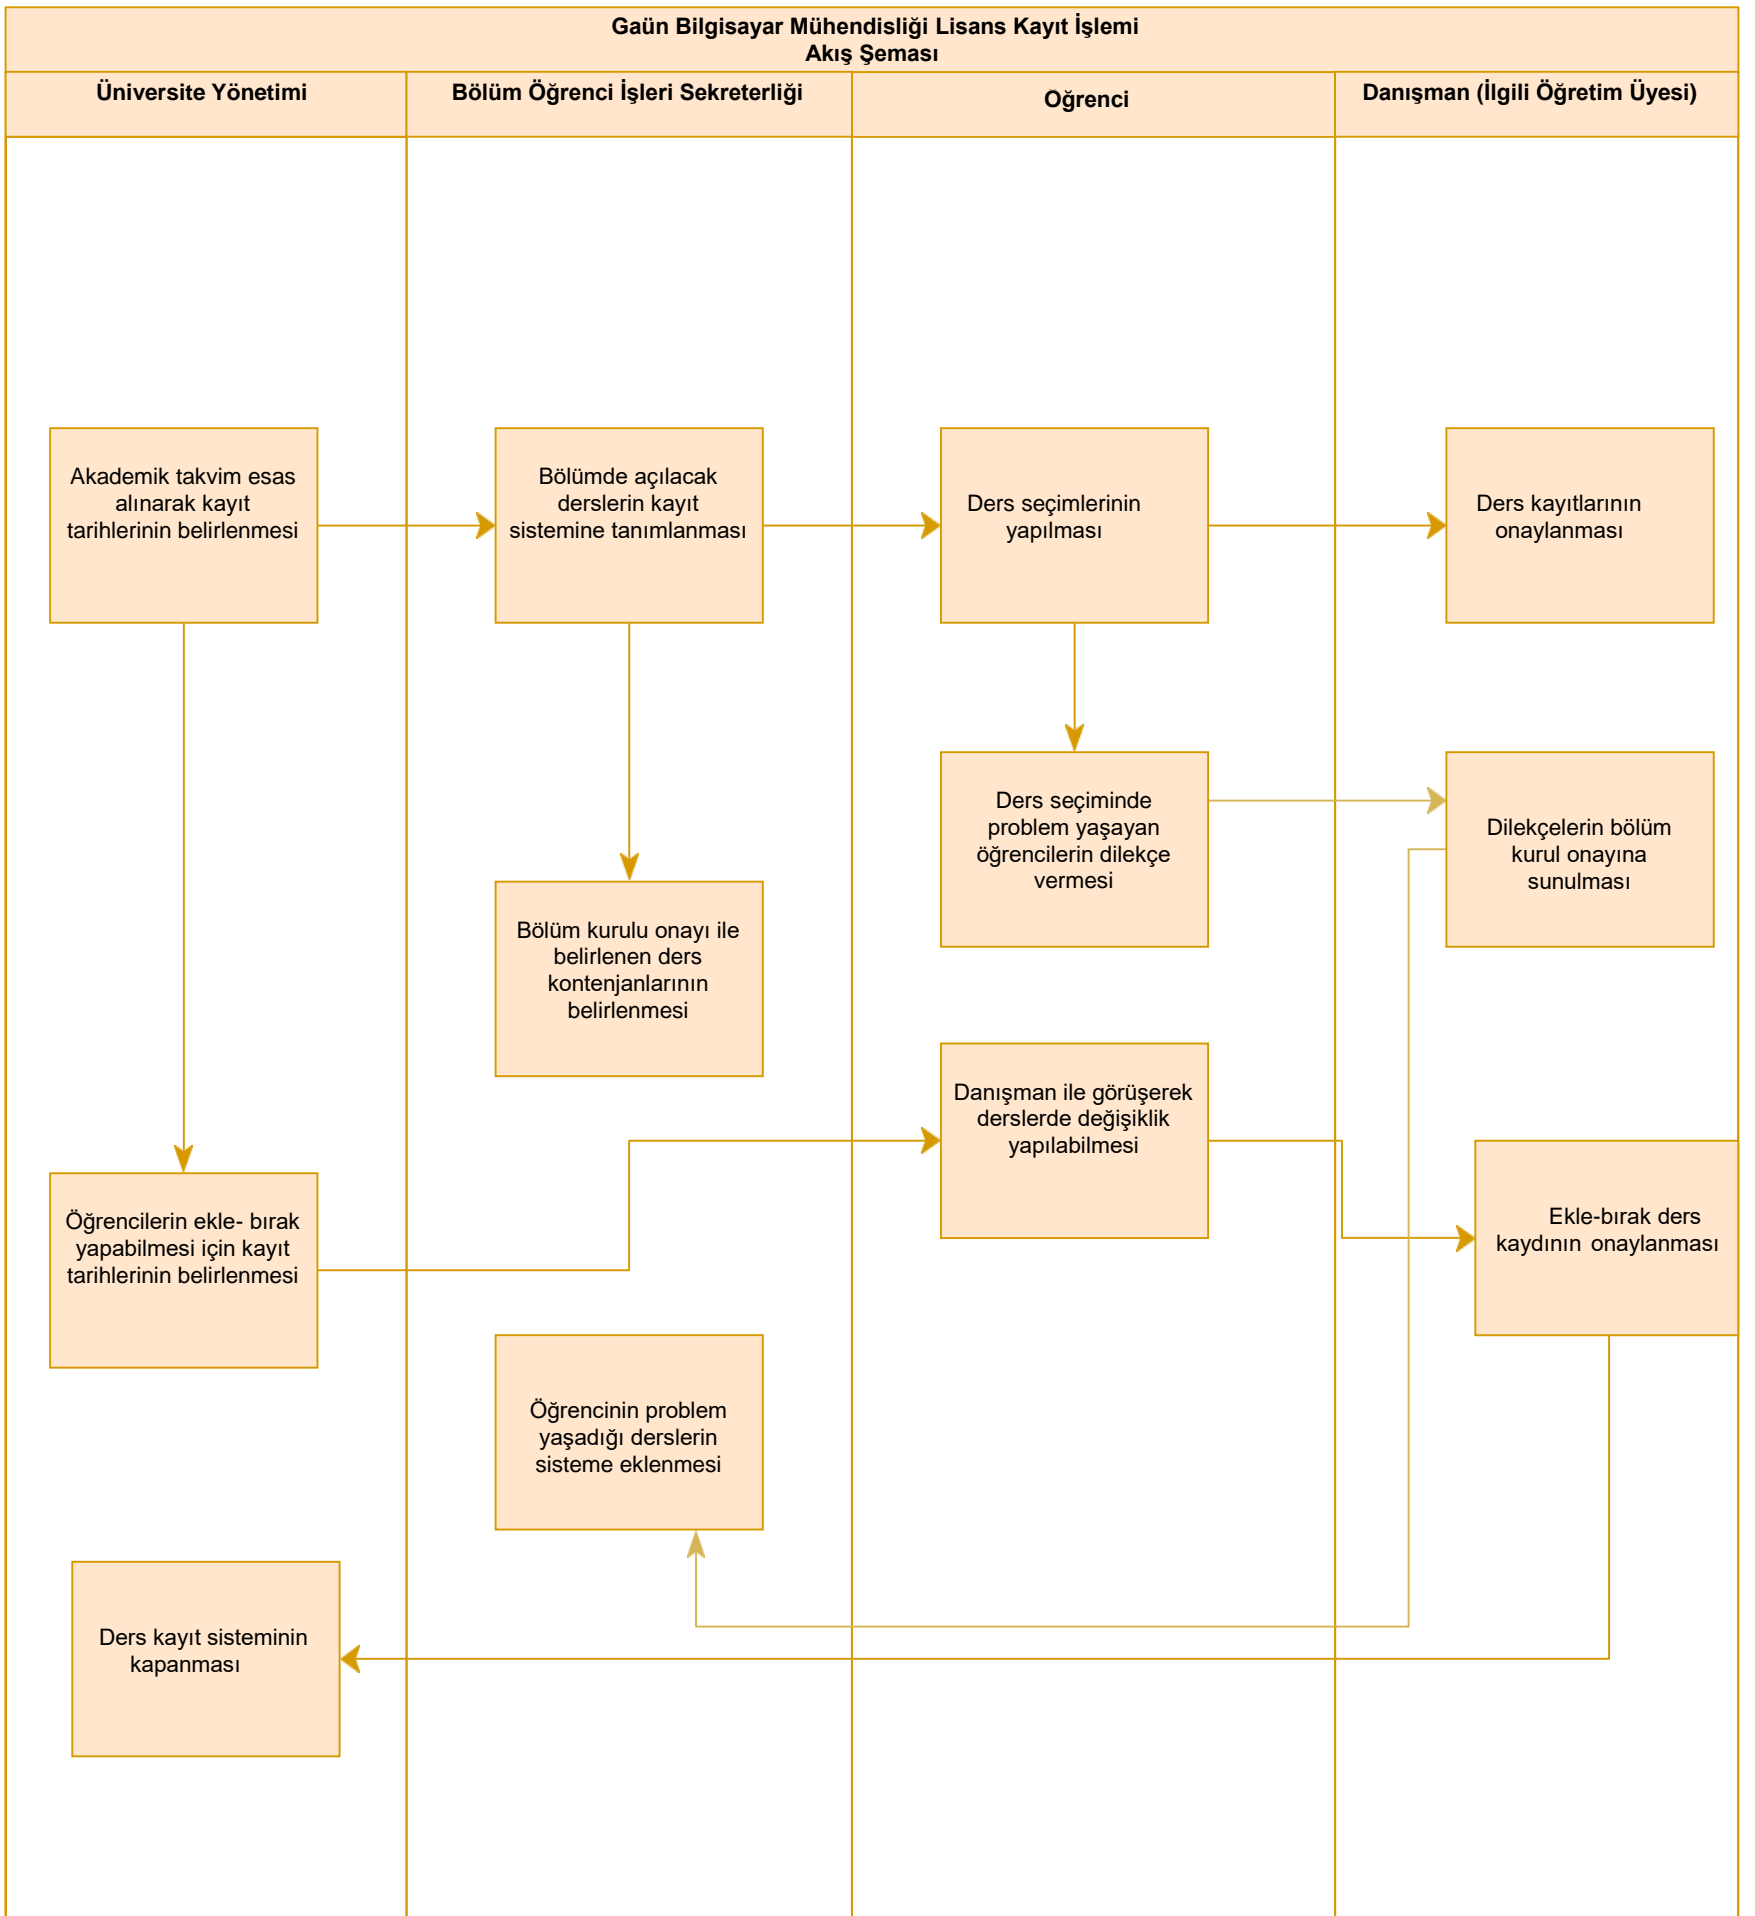 Gaün Bilgisayar Mühendisliği Lisans Kayıt İşlemi
Akış Şeması
Üniversite Yönetimi
Bölüm Öğrenci İşleri Sekreterliği
Oğrenci
Danışman (İlgili Öğretim Üyesi)
Akademik takvim esas
alınarak kayıt
tarihlerinin belirlenmesi
Bölümde açılacak
derslerin kayıt
sistemine tanımlanması
Ders seçimlerinin
yapılması
Ders kayıtlarının
onaylanması
Ders seçiminde
problem yaşayan
öğrencilerin dilekçe
vermesi
Dilekçelerin bölüm
kurul onayına
sunulması
Bölüm kurulu onayı ile
belirlenen ders
kontenjanlarının
belirlenmesi
Danışman ile görüşerek
derslerde değişiklik
yapılabilmesi
Öğrencilerin ekle- bırak
yapabilmesi için kayıt
tarihlerinin belirlenmesi
Ekle-bırak ders
kaydının onaylanması
Öğrencinin problem
yaşadığı derslerin
sisteme eklenmesi
Ders kayıt sisteminin
kapanması